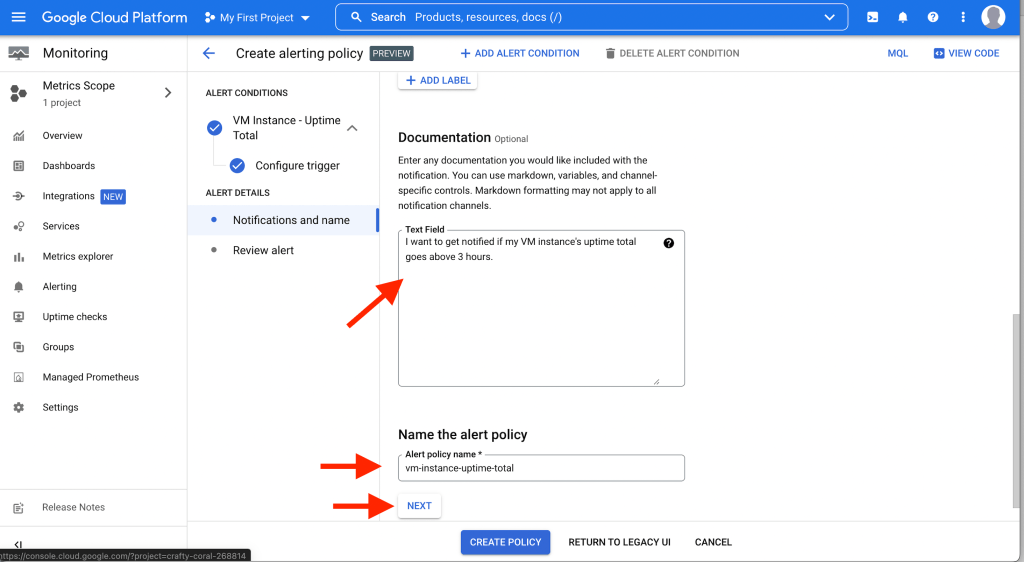 Google Cloud Platform
My First Project
Search Products, resources, docs (/)
Monitoring
Create alerting policy PREVIEW
ADD ALERT CONDITION
DELETE ALERT CONDITION
MQL
VIEW CODE
Metrics Scope
1 project
Overview
Dashboards
Integrations NEW
Services
Metrics explorer
Alerting
Uptime checks
Groups
Managed Prometheus
Settings
Release Notes
ALERT CONDITIONS
VM Instance - Uptime
Total
Configure trigger
ALERT DETAILS
Notifications and name
Review alert
ADD LABEL
Documentation Optional
Enter any documentation you would like included with the
notification. You can use markdown, variables, and channel-
specific controls. Markdown formatting may not apply to all
notification channels.
Text Field
I want to get notified if my VM instance's uptime total
goes above 3 hours.
Name the alert policy
Alert policy name *
vm-instance-uptime-total
NEXT
CREATE POLICY
RETURN TO LEGACY UI
CANCEL
https://console.cloud.google.com/?project=crafty-coral-268814